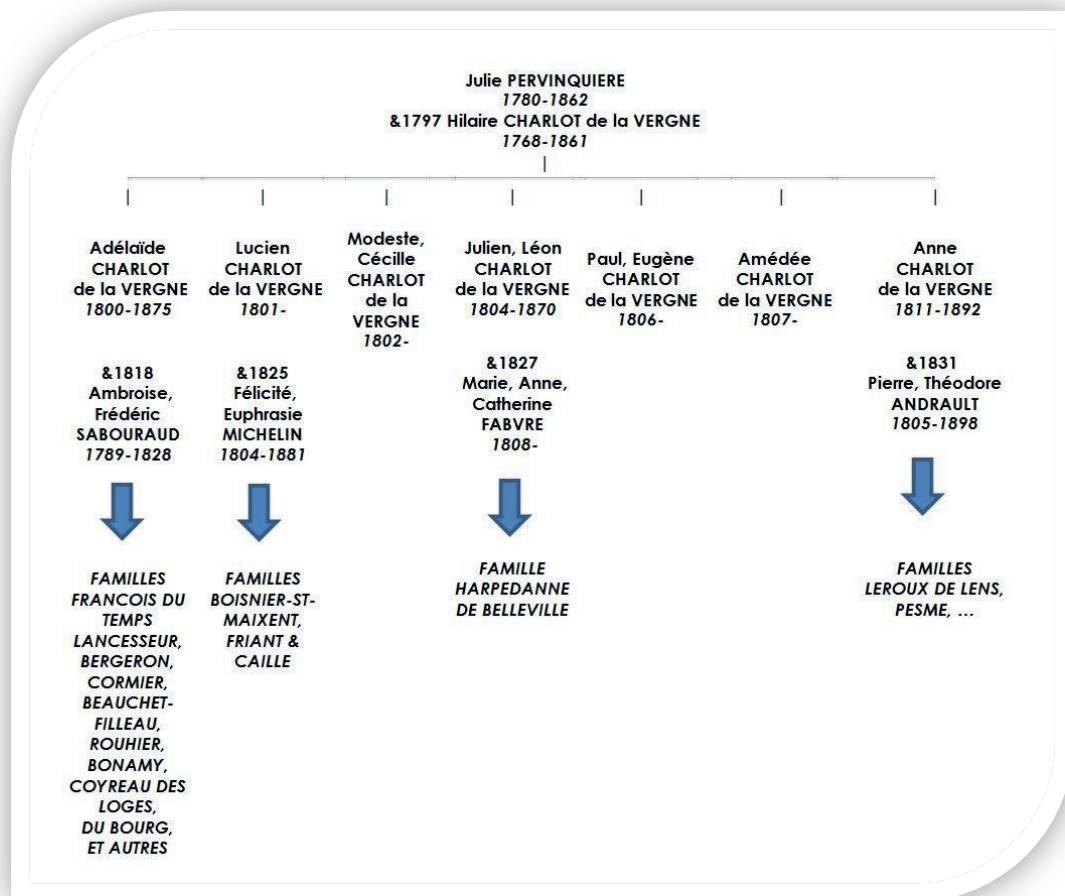 Julie PERVINQUIERE
1780-1862
&1797 Hilaire CHARLOT de la VERGNE
1768-1861
Adélaïde
CHARLOT
de la VERGNE
1800-1875
&1818
Ambroise,
Frédéric
SABOURAUD
1789-1828
FAMILLES
FRANCOIS DU
TEMPS
LANCESSEUR,
BERGERON,
CORMIER,
BEAUCHET-
FILLEAU,
ROUHIER,
BONAMY,
COYREAU DES
LOGES,
DU BOURG,
ET AUTRES
Lucien
CHARLOT
de la VERGNE
1801-
&1825
Félicité,
Euphrasie
MICHELIN
1804-1881
FAMILLES
BOISNIER-ST-
MAIXENT,
FRIANT &
CAILLE
Modeste,
Cécille
CHARLOT
de la
VERGNE
1802-
Julien, Léon
CHARLOT
de la VERGNE
1804-1870
&1827
Marie, Anne,
Catherine
FABVRE
1808-
FAMILLE
HARPEDANNE
DE BELLEVILLE
Paul, Eugène
CHARLOT
de la VERGNE
1806-
Amédée
CHARLOT
de la VERGNE
1807-
Anne
CHARLOT
de la VERGNE
1811-1892
&1831
Pierre, Théodore
ANDRAULT
1805-1898
FAMILLES
LEROUX DE LENS,
PESME, ...